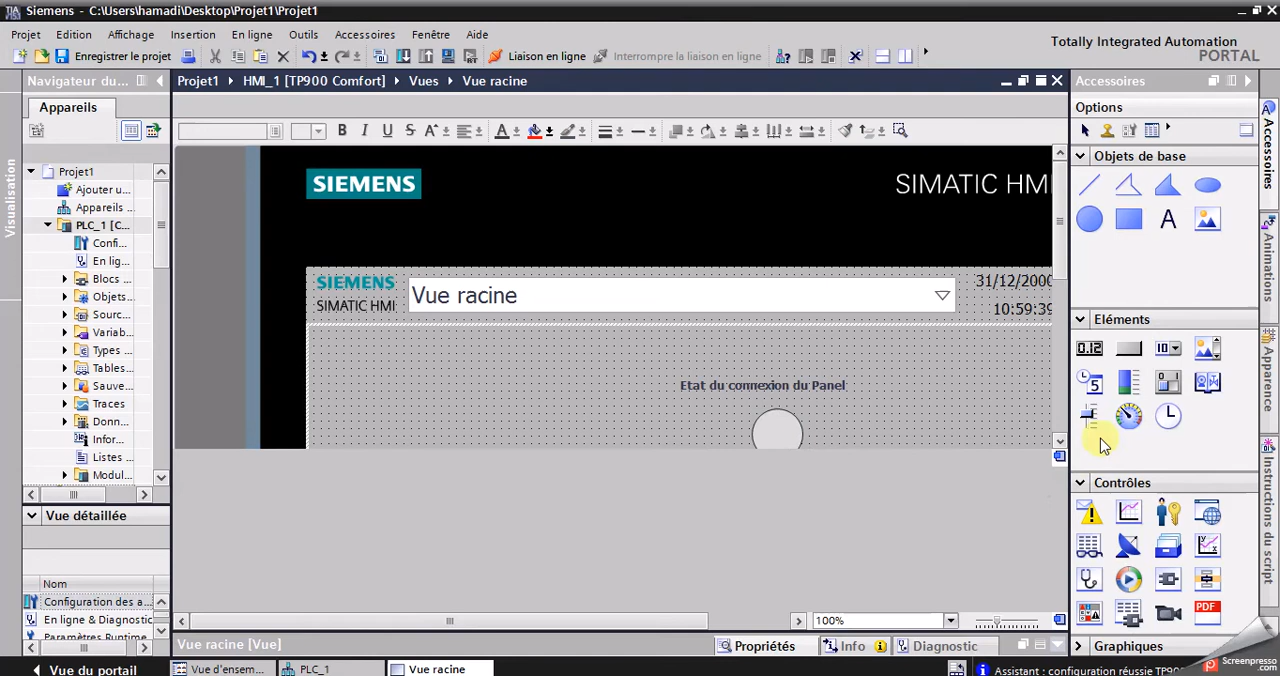 Siemens - C:\Users\hamadi\Desktop\Projet1\Projet1
Projet Edition Affichage Insertion En ligne Outils Accessoires Fenêtre Aide
Totally Integrated Automation
PORTAL
Enregistrer le projet Liaison en ligne Interrompre la liaison en ligne
Navigateur du...
Projet1 HMI_1 [TP900 Comfort] Vues Vue racine
Accessoires
Appareils
Options
Objets de base
Projet1
Ajouter u...
Appareils ...
PLC_1 [C...
Confi...
En lig...
Blocs ...
Objets...
Sourc...
Variab...
Types ...
Tables...
Sauve...
Traces
Donn...
Infor...
Listes ...
Modul...
Visualisation
SIEMENS
SIMATIC HMI
SIEMENS
SIMATIC HMI
Vue racine
31/12/2000
10:59:39
Etat du connexion du Panel
Eléments
0.12
10
5
Contrôles
PDF
Graphiques
Accessoires
Animations
Apparence
Instructions du script
Vue détaillée
Nom
Configuration des a...
En ligne & Diagnostic
Paramètres Runtime
100%
Vue racine [Vue]
Propriétés Info Diagnostic
Vue du portail Vue d'ensem... PLC_1 Vue racine
Assistant : configuration réussie TP90
Screenpresso
.com